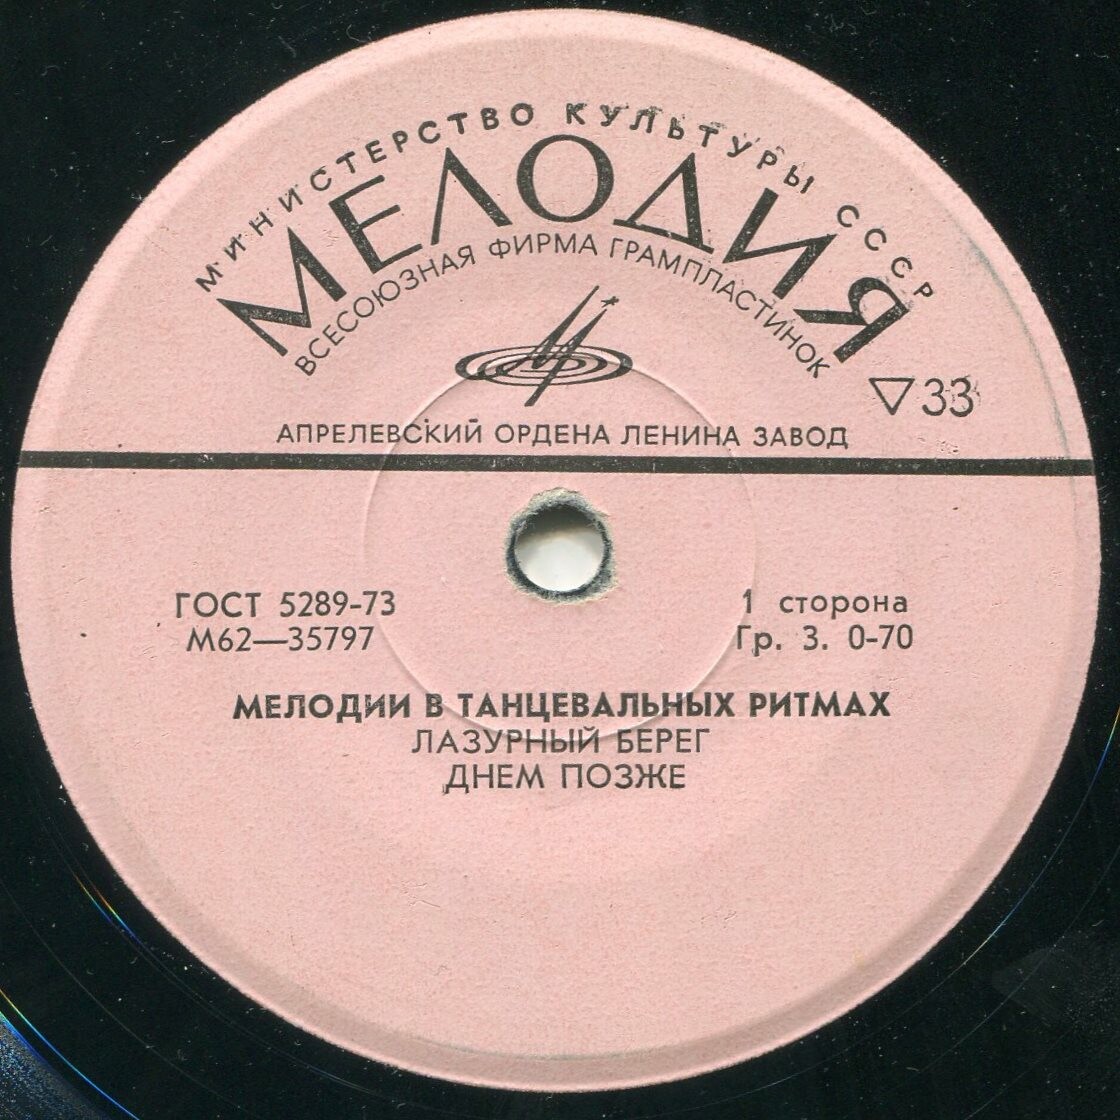 МИНИСТЕРСТВО КУЛЬТУРЫ СССР
МЕЛОДИЯ
ВСЕСОЮЗНАЯ ФИРМА ГРАМПЛАСТИНОК
▽33
АПРЕЛЕВСКИЙ ОРДЕНА ЛЕНИНА ЗАВОД
ГОСТ 5289-73
М62—35797
1 сторона
Гр. 3. 0-70
МЕЛОДИИ В ТАНЦЕВАЛЬНЫХ РИТМАХ
ЛАЗУРНЫЙ БЕРЕГ
ДНЕМ ПОЗЖЕ